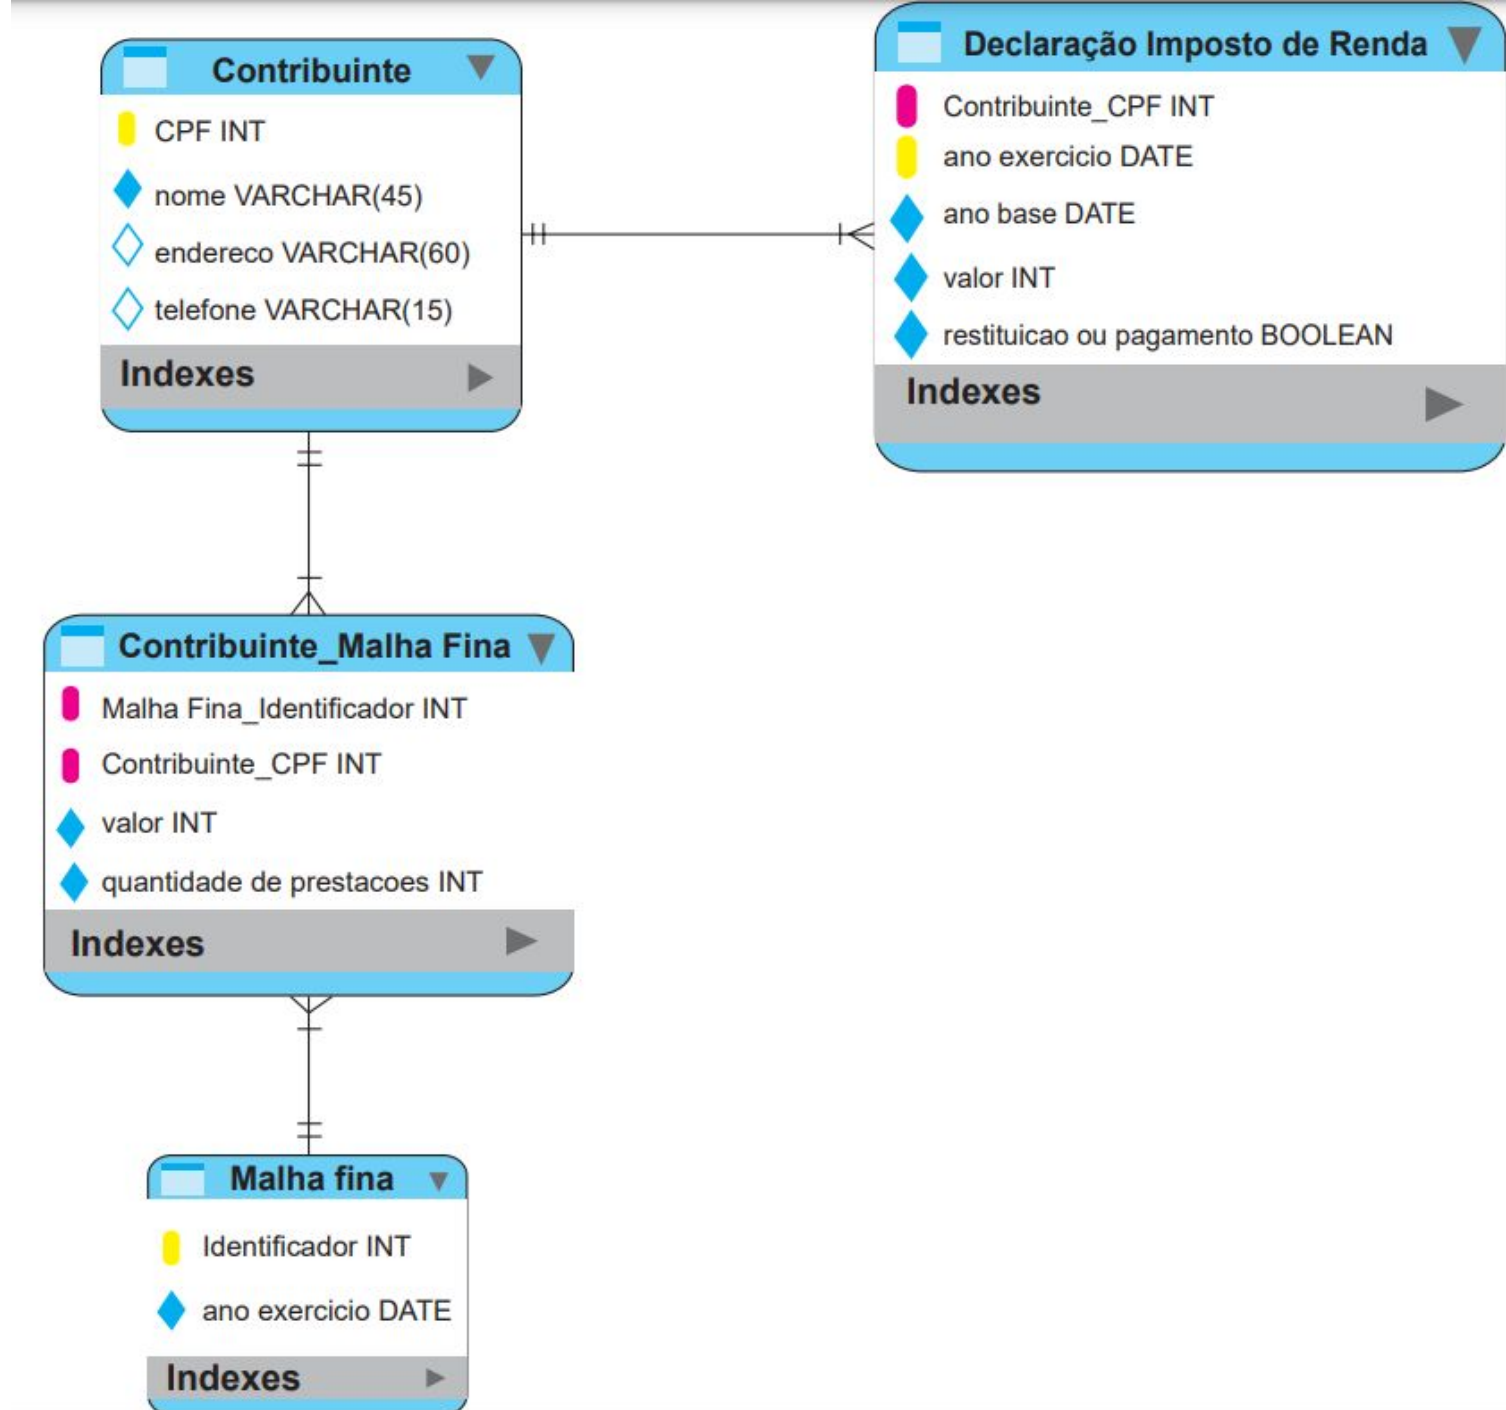 Contribuinte
CPF INT
nome VARCHAR(45)
endereco VARCHAR(60)
telefone VARCHAR(15)
Indexes
Declaração Imposto de Renda
Contribuinte_CPF INT
ano exercicio DATE
ano base DATE
valor INT
restituicao ou pagamento BOOLEAN
Indexes
Contribuinte_Malha Fina
Malha Fina_Identificador INT
Contribuinte_CPF INT
valor INT
quantidade de prestacoes INT
Indexes
Malha fina
Identificador INT
ano exercicio DATE
Indexes